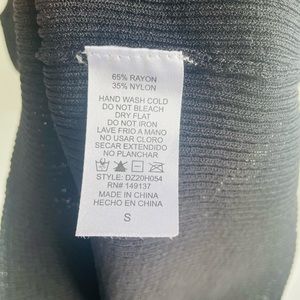 65% RAYON
35% NYLON
HAND WASH COLD
DO NOT BLEACH
DRY FLAT
DO NOT IRON
LAVE FRIO A MANO
NO USAR CLORO
SECAR EXTENDIDO
NO PLANCHAR
STYLE: DZ20H054
RN# 149137
MADE IN CHINA
HECHO EN CHINA
S